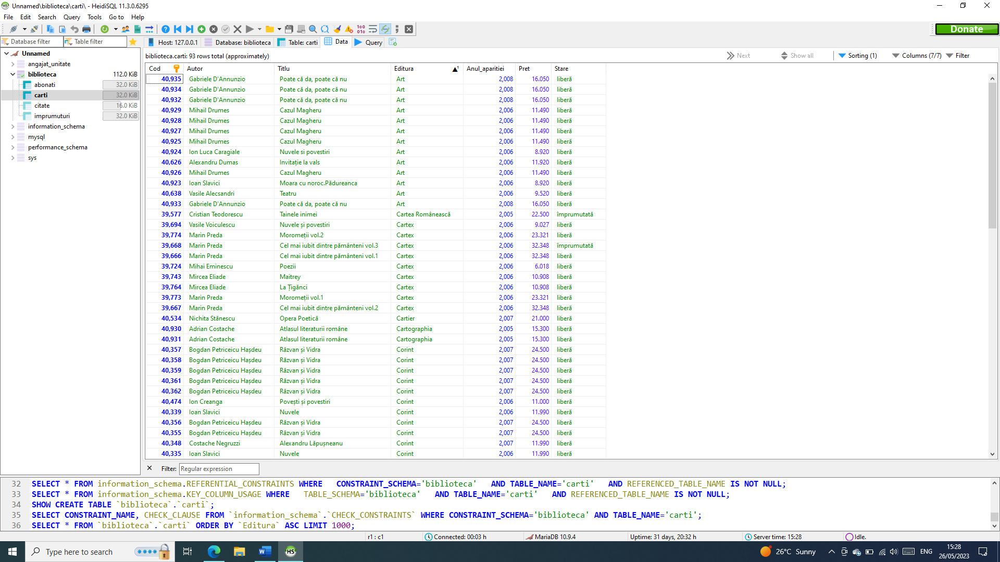 Unnamed\biblioteca\carti\ - HeidiSQL 11.3.0.6295
File Edit Search Query Tools Go to Help
Donate
Database filter Table filter Host: 127.0.0.1 Database: biblioteca Table: carti Data Query
Unnamed
angajat_unitate
biblioteca 112.0 KiB
abonati 32.0 KiB
carti 32.0 KiB
citate 16.0 KiB
imprumuturi 32.0 KiB
information_schema
mysql
performance_schema
sys
biblioteca.carti: 93 rows total (approximately) Next Show all Sorting (1) Columns (7/7) Filter
Cod Autor Titlu Editura 1 Anul_aparitiei Pret Stare
40,935 Gabriele D'Annunzio Poate că da, poate că nu Art 2,008 16.050 liberă
40,934 Gabriele D'Annunzio Poate că da, poate că nu Art 2,008 16.050 liberă
40,932 Gabriele D'Annunzio Poate că da, poate că nu Art 2,008 16.050 liberă
40,929 Mihail Drumes Cazul Magheru Art 2,006 11.490 liberă
40,928 Mihail Drumes Cazul Magheru Art 2,006 11.490 liberă
40,927 Mihail Drumes Cazul Magheru Art 2,006 11.490 liberă
40,925 Mihail Drumes Cazul Magheru Art 2,006 11.490 liberă
40,924 Ion Luca Caragiale Nuvele si povestiri Art 2,006 8.920 liberă
40,626 Alexandru Dumas Invitație la vals Art 2,006 11.920 liberă
40,926 Mihail Drumes Cazul Magheru Art 2,006 11.490 liberă
40,923 Ioan Slavici Moara cu noroc.Pădureanca Art 2,006 8.920 liberă
40,638 Vasile Alecsandri Teatru Art 2,006 9.520 liberă
40,933 Gabriele D'Annunzio Poate că da, poate că nu Art 2,008 16.050 liberă
39,577 Cristian Teodorescu Tainele inimei Cartea Românească 2,005 22.500 împrumutată
39,694 Vasile Voiculescu Nuvele și povestiri Cartex 2,006 9.027 liberă
39,774 Marin Preda Moromeții vol.2 Cartex 2,006 23.321 liberă
39,668 Marin Preda Cel mai iubit dintre pământeni vol.3 Cartex 2,006 32.348 împrumutată
39,666 Marin Preda Cel mai iubit dintre pământeni vol.1 Cartex 2,006 32.348 liberă
39,724 Mihai Eminescu Poezii Cartex 2,006 6.018 liberă
39,743 Mircea Eliade Maitrey Cartex 2,006 10.908 liberă
39,764 Mircea Eliade La Țigănci Cartex 2,006 10.908 liberă
39,773 Marin Preda Moromeții vol.1 Cartex 2,006 23.321 liberă
39,667 Marin Preda Cel mai iubit dintre pământeni vol.2 Cartex 2,006 32.348 liberă
40,534 Nichita Stănescu Opera Poetică Cartier 2,007 21.000 liberă
40,930 Adrian Costache Atlasul literaturii române Cartographia 2,005 15.300 liberă
40,931 Adrian Costache Atlasul literaturii române Cartographia 2,005 15.300 liberă
40,357 Bogdan Petriceicu Hașdeu Răzvan și Vidra Corint 2,007 24.500 liberă
40,358 Bogdan Petriceicu Hașdeu Răzvan și Vidra Corint 2,007 24.500 liberă
40,359 Bogdan Petriceicu Hașdeu Răzvan și Vidra Corint 2,007 24.500 liberă
40,361 Bogdan Petriceicu Hașdeu Răzvan și Vidra Corint 2,007 24.500 liberă
40,362 Bogdan Petriceicu Hașdeu Răzvan și Vidra Corint 2,007 24.500 liberă
40,474 Ion Creanga Povești și povestiri Corint 2,006 11.000 liberă
40,339 Ioan Slavici Nuvele Corint 2,006 11.990 liberă
40,356 Bogdan Petriceicu Hașdeu Răzvan și Vidra Corint 2,007 24.500 liberă
40,355 Bogdan Petriceicu Hașdeu Răzvan și Vidra Corint 2,007 24.500 liberă
40,348 Costache Negruzzi Alexandru Lăpușneanu Corint 2,007 11.990 liberă
40,335 Ioan Slavici Nuvele Corint 2,006 11.990 liberă
Filter: Regular expression
32 SELECT * FROM information_schema.REFERENTIAL_CONSTRAINTS WHERE CONSTRAINT_SCHEMA='biblioteca' AND TABLE_NAME='carti' AND REFERENCED_TABLE_NAME IS NOT NULL;
33 SELECT * FROM information_schema.KEY_COLUMN_USAGE WHERE TABLE_SCHEMA='biblioteca' AND TABLE_NAME='carti' AND REFERENCED_TABLE_NAME IS NOT NULL;
34 SHOW CREATE TABLE `biblioteca`.`carti`;
35 SELECT CONSTRAINT_NAME, CHECK_CLAUSE FROM `information_schema`.`CHECK_CONSTRAINTS` WHERE CONSTRAINT_SCHEMA='biblioteca' AND TABLE_NAME='carti';
36 SELECT * FROM `biblioteca`.`carti` ORDER BY `Editura` ASC LIMIT 1000;
r1 : c1 Connected: 00:03 h MariaDB 10.9.4 Uptime: 31 days, 20:32 h Server time: 15:28 Idle.
Type here to search 26°C Sunny ENG 15:28
26/05/2023